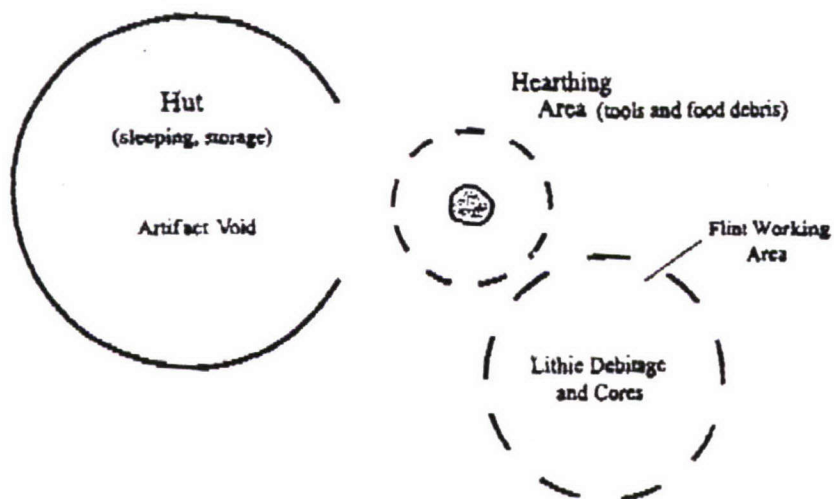 Hut
(sleeping, storage)
Artifact Void
Hearthing
Area (tools and food debris)
Flint Working
Area
Lithic Debitage
and Cores